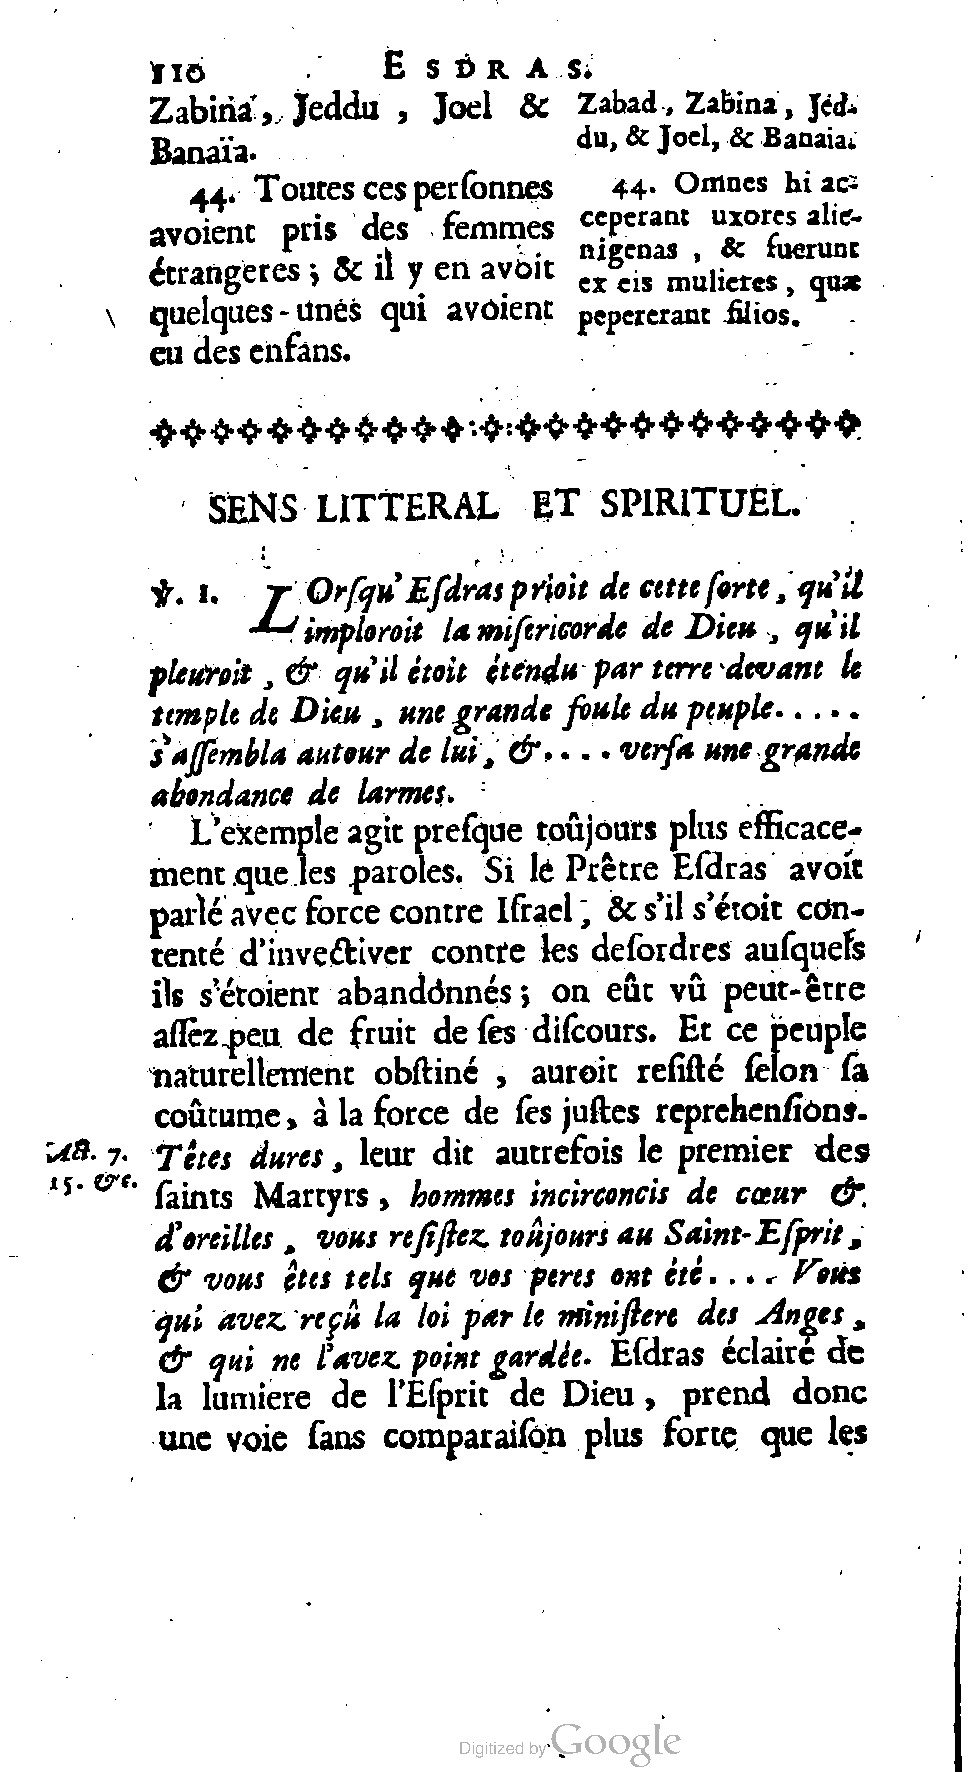 110 ESDRAS.
Zabina, Jeddu, Joel &
Banaïa.
44. Toutes ces perſonnes
avoient pris des femmes
étrangeres; & il y en avoit
quelques-unes qui avoient
eu des enfans.
Zabad, Zabina, Jed-
du, & Joel, & Banaia.
44. Omnes hi ac-
ceperant uxores alie-
nigenas, & fuerunt
ex eis mulieres, quæ
pepererant filios.
SENS LITTERAL ET SPIRITUEL.
℣. 1. LOrſqu'Eſdras prioit de cette ſorte, qu'il
imploroit la miſericorde de Dieu, qu'il
pleuroit, & qu'il étoit étendu par terre devant le
temple de Dieu, une grande foule du peuple.....
s'aſſembla autour de lui, &.... verſa une grande
abondance de larmes.
L'exemple agit preſque toûjours plus efficace-
ment que les paroles. Si le Prêtre Eſdras avoit
parlé avec force contre Iſrael, & s'il s'étoit con-
tenté d'invectiver contre les deſordres auſquels
ils s'étoient abandonnés; on eût vû peut-être
aſſez peu de fruit de ſes diſcours. Et ce peuple
naturellement obſtiné, auroit reſiſté ſelon ſa
coûtume, à la force de ſes juſtes reprehenſions.
Act. 7. Têtes dures, leur dit autrefois le premier des
15. &c. ſaints Martyrs, hommes incirconcis de cœur &
d'oreilles, vous reſiſtez toûjours au Saint-Eſprit,
& vous êtes tels que vos peres ont été.... Vous
qui avez reçû la loi par le miniſtere des Anges,
& qui ne l'avez point gardée. Eſdras éclairé de
la lumiere de l'Eſprit de Dieu, prend donc
une voie ſans comparaiſon plus forte que les
Digitized by Google